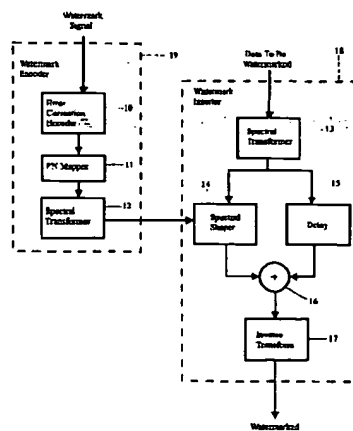 Watermark
Signal
19
Watermark
Encoder
Error
Correction
Encoder
10
PN Mapper
11
Spectral
Transformer
12
Data To Be
Watermarked
18
Watermark
Inserter
Spectral
Transformer
13
14
15
Spectral
Shaper
Delay
+
16
Inverse
Transform
17
Watermarked